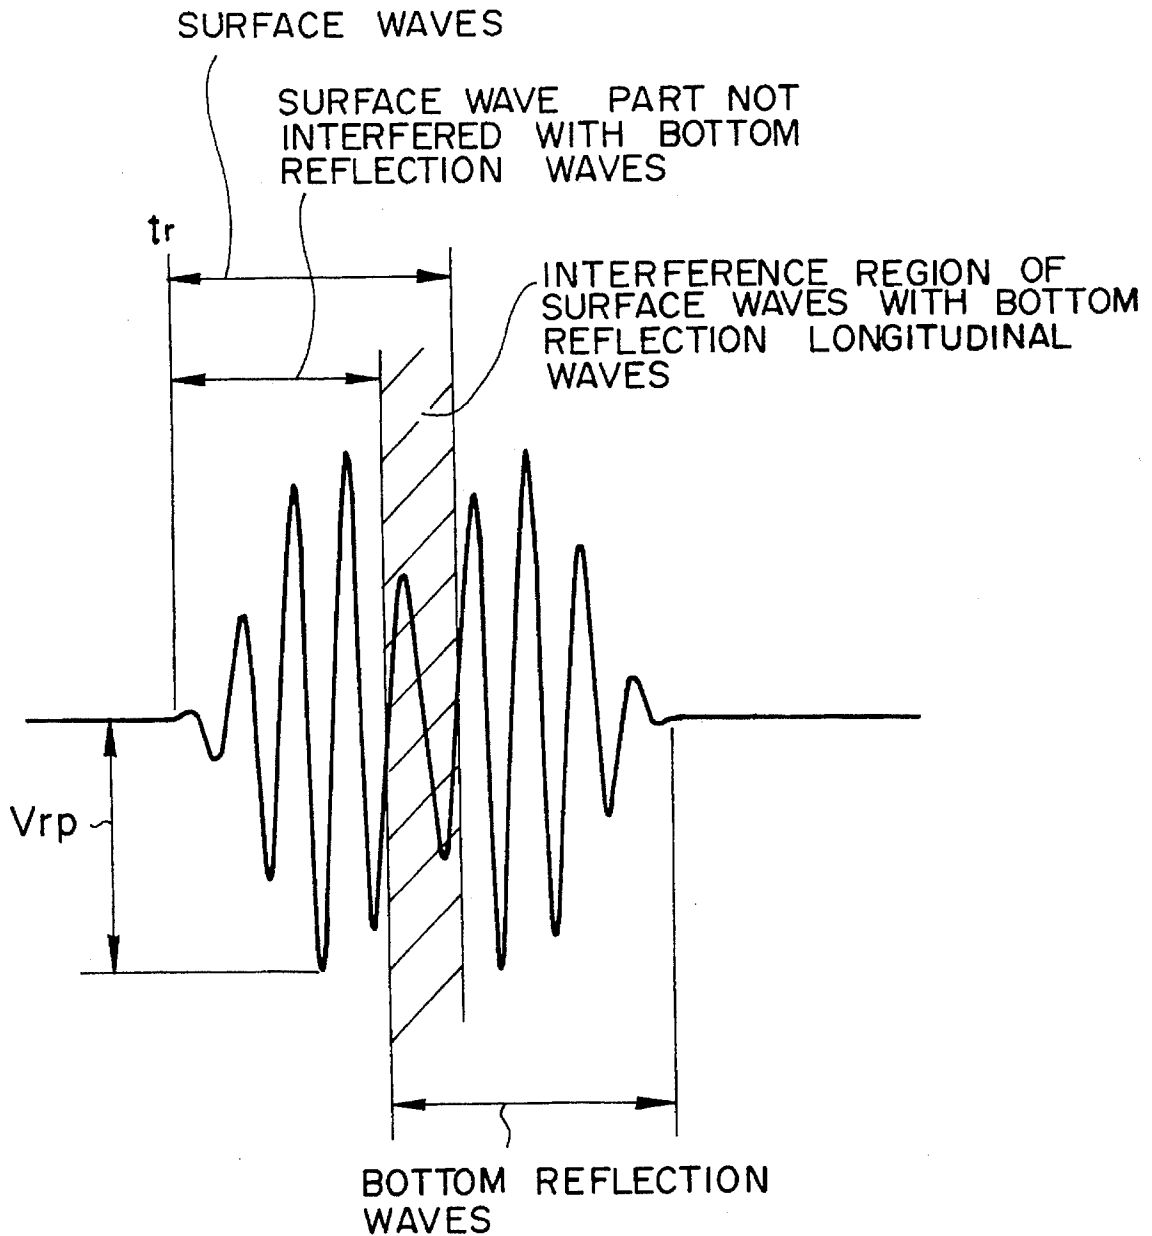 SURFACE WAVES
SURFACE WAVE PART NOT
INTERFERED WITH BOTTOM
REFLECTION WAVES
tr
INTERFERENCE REGION OF
SURFACE WAVES WITH BOTTOM
REFLECTION LONGITUDINAL
WAVES
Vrp
BOTTOM REFLECTION
WAVES